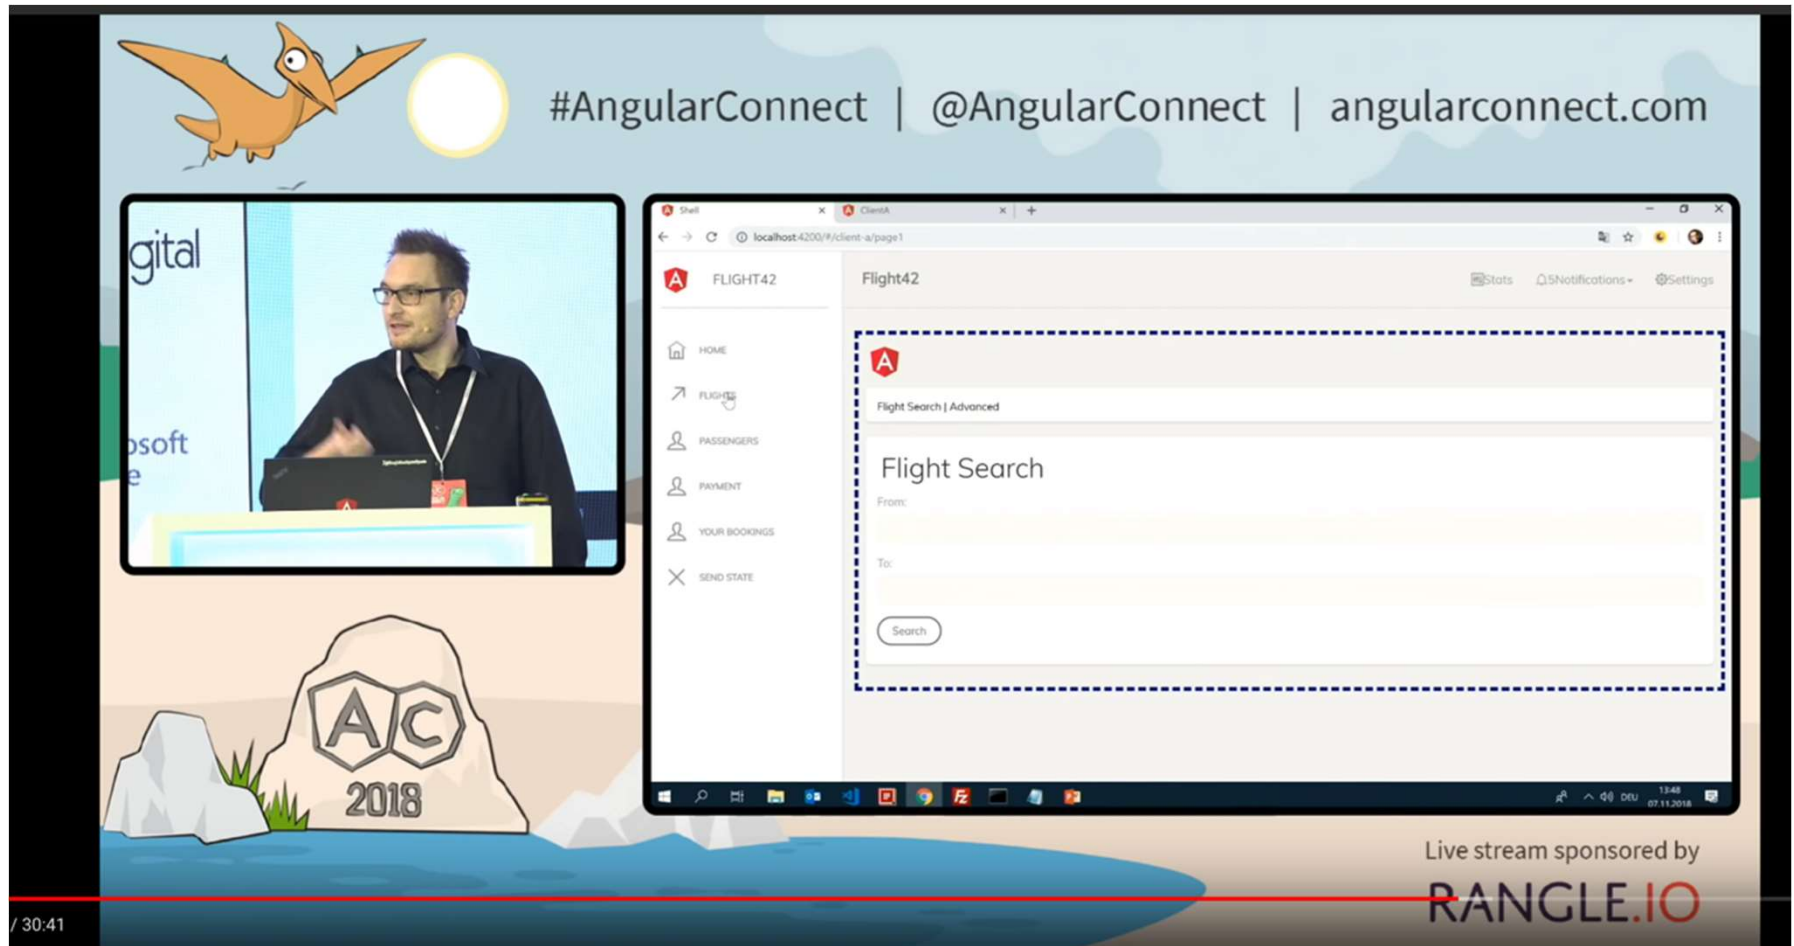 #AngularConnect | @AngularConnect | angularconnect.com
gital
osoft
e
AC
2018
Shell
ClientA
localhost:4200/#/client-a/page1
FLIGHT42
HOME
FLIGHTS
PASSENGERS
PAYMENT
YOUR BOOKINGS
SEND STATE
Flight42
Stats
5Notifications
Settings
Flight Search | Advanced
Flight Search
From:
To:
Search
DEU
13:48
07.11.2018
Live stream sponsored by
RANGLE.IO
/ 30:41